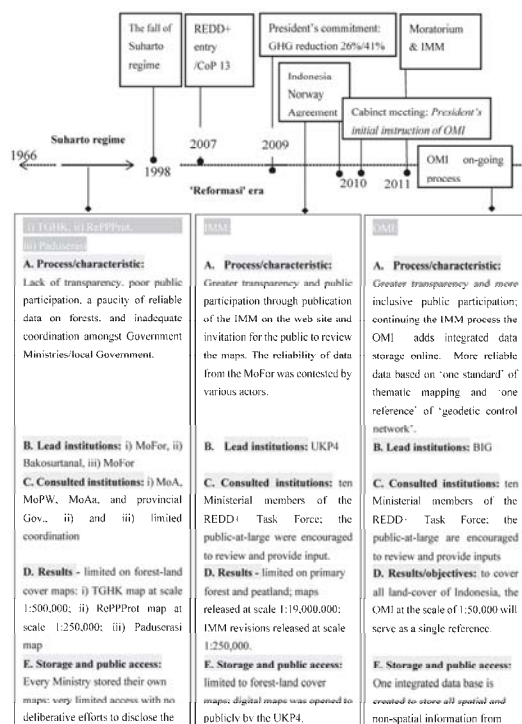 The fall of
Suharto
regime
REDD+
entry
/CoP 13
President's commitment:
GHG reduction 26%/41%
Moratorium
& IMM
Indonesia
Norway
Agreement
Cabinet meeting: President's
initial instruction of OMI
Suharto regime
1966
1998
2007
2009
2010
2011
OMI on-going
process
'Reformasi' era
i) TGHK, ii) RePPProt,
iii) Paduserasi
A. Process/characteristic:
Lack of transparency, poor public
participation, a paucity of reliable
data on forests, and inadequate
coordination amongst Government
Ministries/local Government.
B. Lead institutions: i) MoFor, ii)
Bakosurtanal, iii) MoFor
C. Consulted institutions: i) MoA,
MoPW, MoAa, and provincial
Gov., ii) and iii) limited
coordination
D. Results - limited on forest-land
cover maps: i) TGHK map at scale
1:500,000; ii) RePPProt map at
scale 1:250,000; iii) Paduserasi
map
E. Storage and public access:
Every Ministry stored their own
maps; very limited access with no
deliberative efforts to disclose the
IMM
A. Process/characteristic:
Greater transparency and public
participation through publication
of the IMM on the web site and
invitation for the public to review
the maps. The reliability of data
from the MoFor was contested by
various actors.
B. Lead institutions: UKP4
C. Consulted institutions: ten
Ministerial members of the
REDD+ Task Force; the
public-at-large were encouraged
to review and provide input.
D. Results - limited on primary
forest and peatland; maps
released at scale 1:19,000.000;
IMM revisions released at scale
1:250.000.
E. Storage and public access:
limited to forest-land cover
maps; digital maps was opened to
publicly by the UKP4.
OMI
A. Process/characteristic:
Greater transparency and more
inclusive public participation;
continuing the IMM process the
OMI adds integrated data
storage online. More reliable
data based on 'one standard' of
thematic mapping and 'one
reference' of 'geodetic control
network'.
B. Lead institutions: BIG
C. Consulted institutions: ten
Ministerial members of the
REDD+ Task Force; the
public-at-large are encouraged
to review and provide inputs
D. Results/objectives: to cover
all land-cover of Indonesia, the
OMI at the scale of 1:50.000 will
serve as a single reference.
E. Storage and public access:
One integrated data base is
created to store all spatial and
non-spatial information from